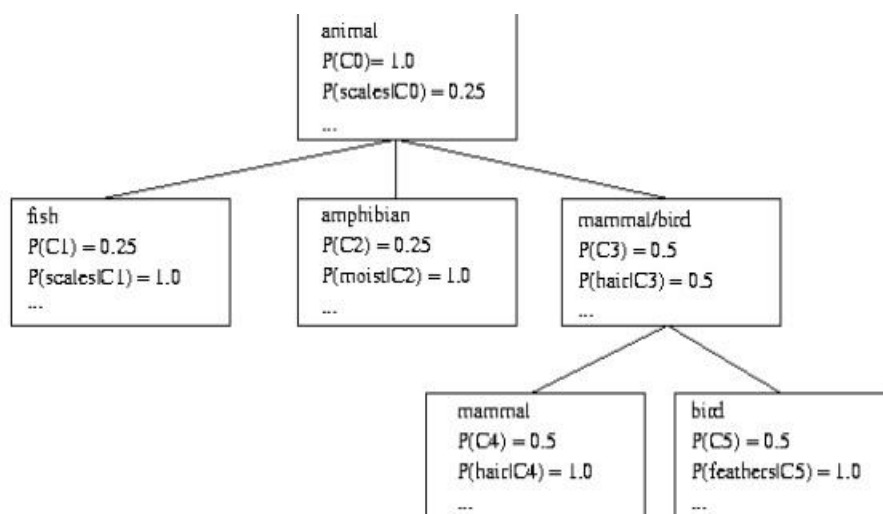 animal
P(C0)= 1.0
P(scales|C0) = 0.25
...
fish
P(C1) = 0.25
P(scales|C1) = 1.0
...
amphibian
P(C2) = 0.25
P(moist|C2) = 1.0
...
mammal/bird
P(C3) = 0.5
P(hair|C3) = 0.5
...
mammal
P(C4) = 0.5
P(hair|C4) = 1.0
...
bird
P(C5) = 0.5
P(feathers|C5) = 1.0
...